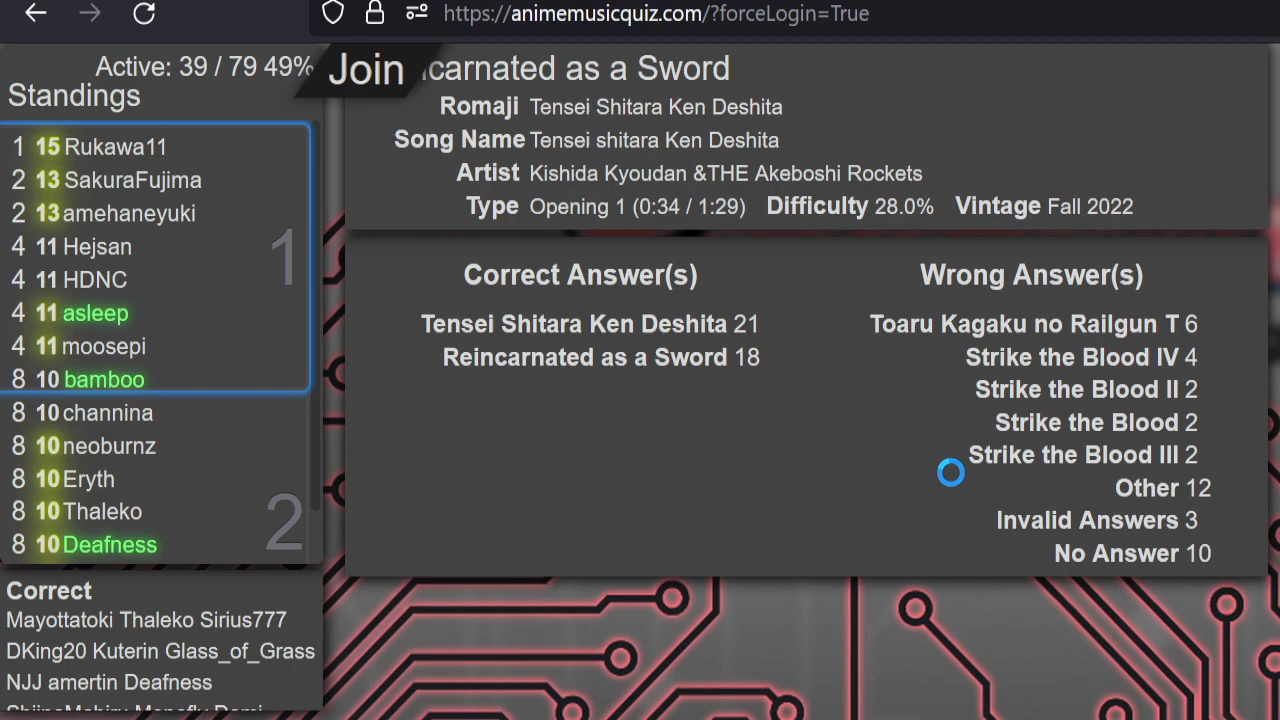 https://animemusicquiz.com/?forceLogin=True
Active: 39 / 79 49%
Standings
1 15 Rukawa11
2 13 SakuraFujima
2 13 amehaneyuki
4 11 Hejsan
4 11 HDNC
4 11 asleep
4 11 moosepi
8 10 bamboo
1
8 10 channina
8 10 neoburnz
8 10 Eryth
8 10 Thaleko
8 10 Deafness
2
Correct
Mayottatoki Thaleko Sirius777
DKing20 Kuterin Glass_of_Grass
NJJ amertin Deafness
Join
carnated as a Sword
Romaji Tensei Shitara Ken Deshita
Song Name Tensei shitara Ken Deshita
Artist Kishida Kyoudan &THE Akeboshi Rockets
Type Opening 1 (0:34 / 1:29) Difficulty 28.0% Vintage Fall 2022
Correct Answer(s)
Tensei Shitara Ken Deshita 21
Reincarnated as a Sword 18
Wrong Answer(s)
Toaru Kagaku no Railgun T 6
Strike the Blood IV 4
Strike the Blood II 2
Strike the Blood 2
Strike the Blood III 2
Other 12
Invalid Answers 3
No Answer 10